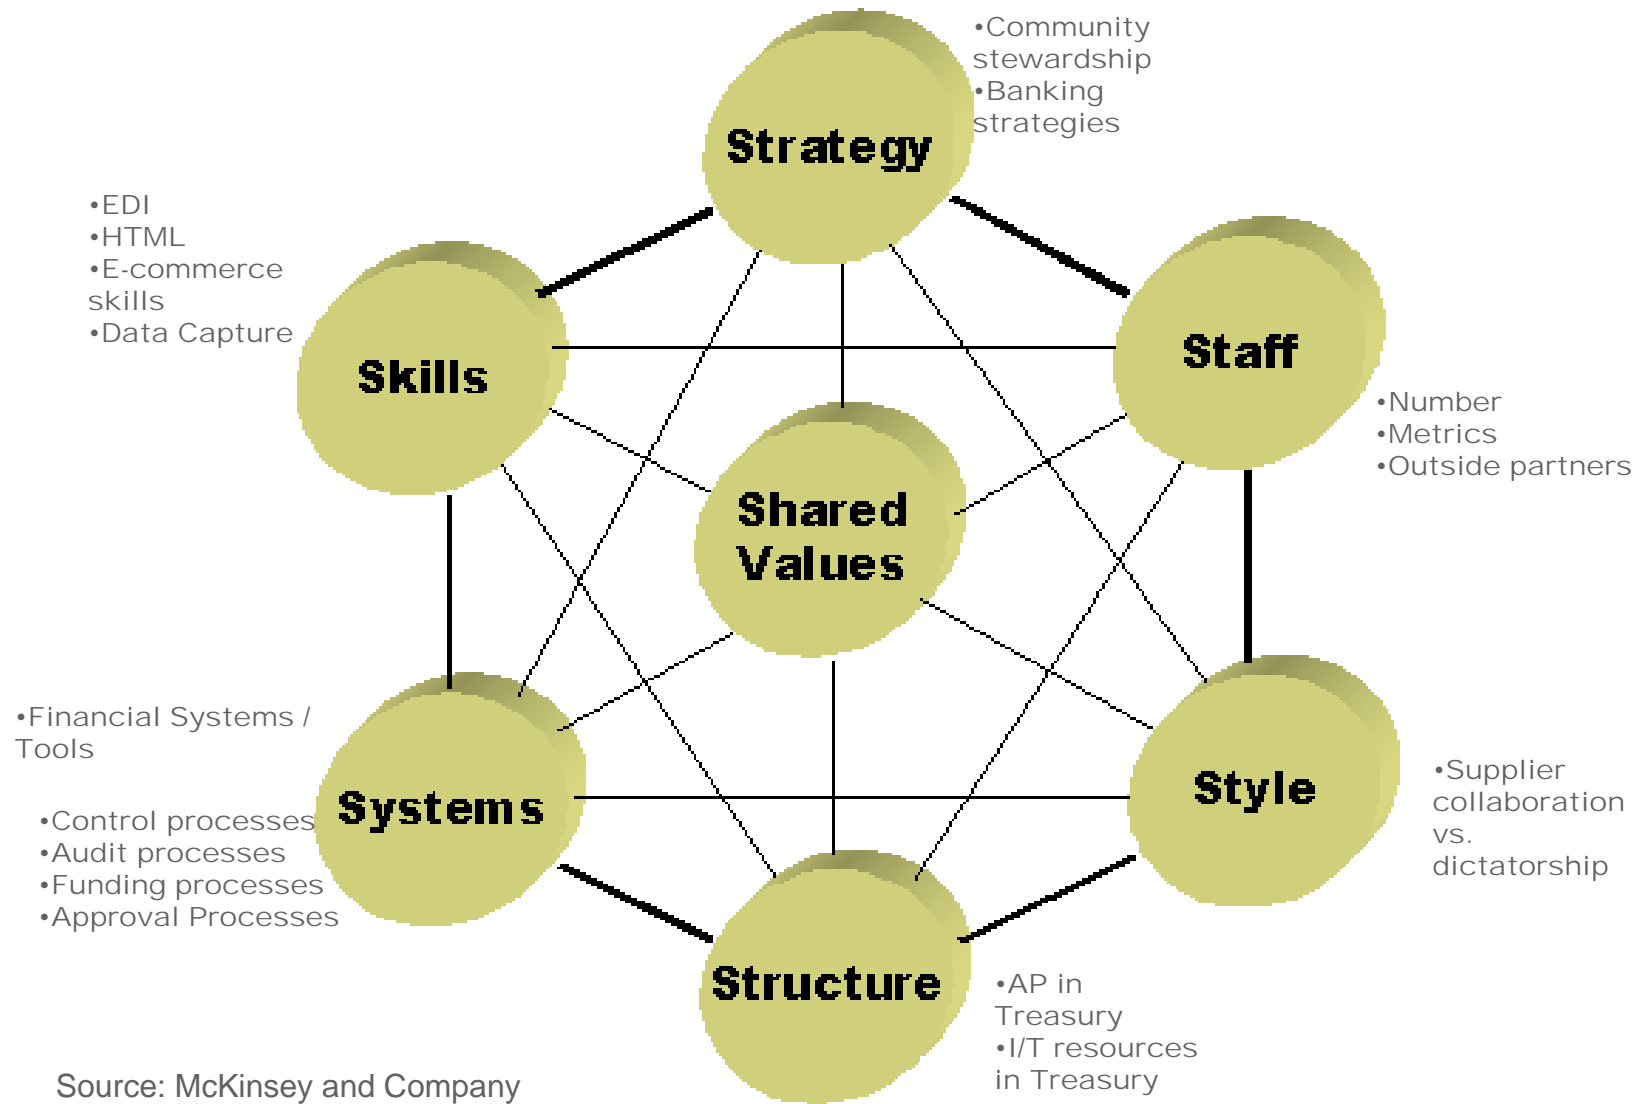 •Community
stewardship
•Banking
strategies
Strategy
•EDI
•HTML
•E-commerce
skills
•Data Capture
Skills
Staff
•Number
•Metrics
•Outside partners
Shared
Values
•Financial Systems /
Tools
•Control processes
•Audit processes
•Funding processes
•Approval Processes
Systems
Style
•Supplier
collaboration
vs.
dictatorship
Structure
•AP in
Treasury
•I/T resources
in Treasury
Source: McKinsey and Company